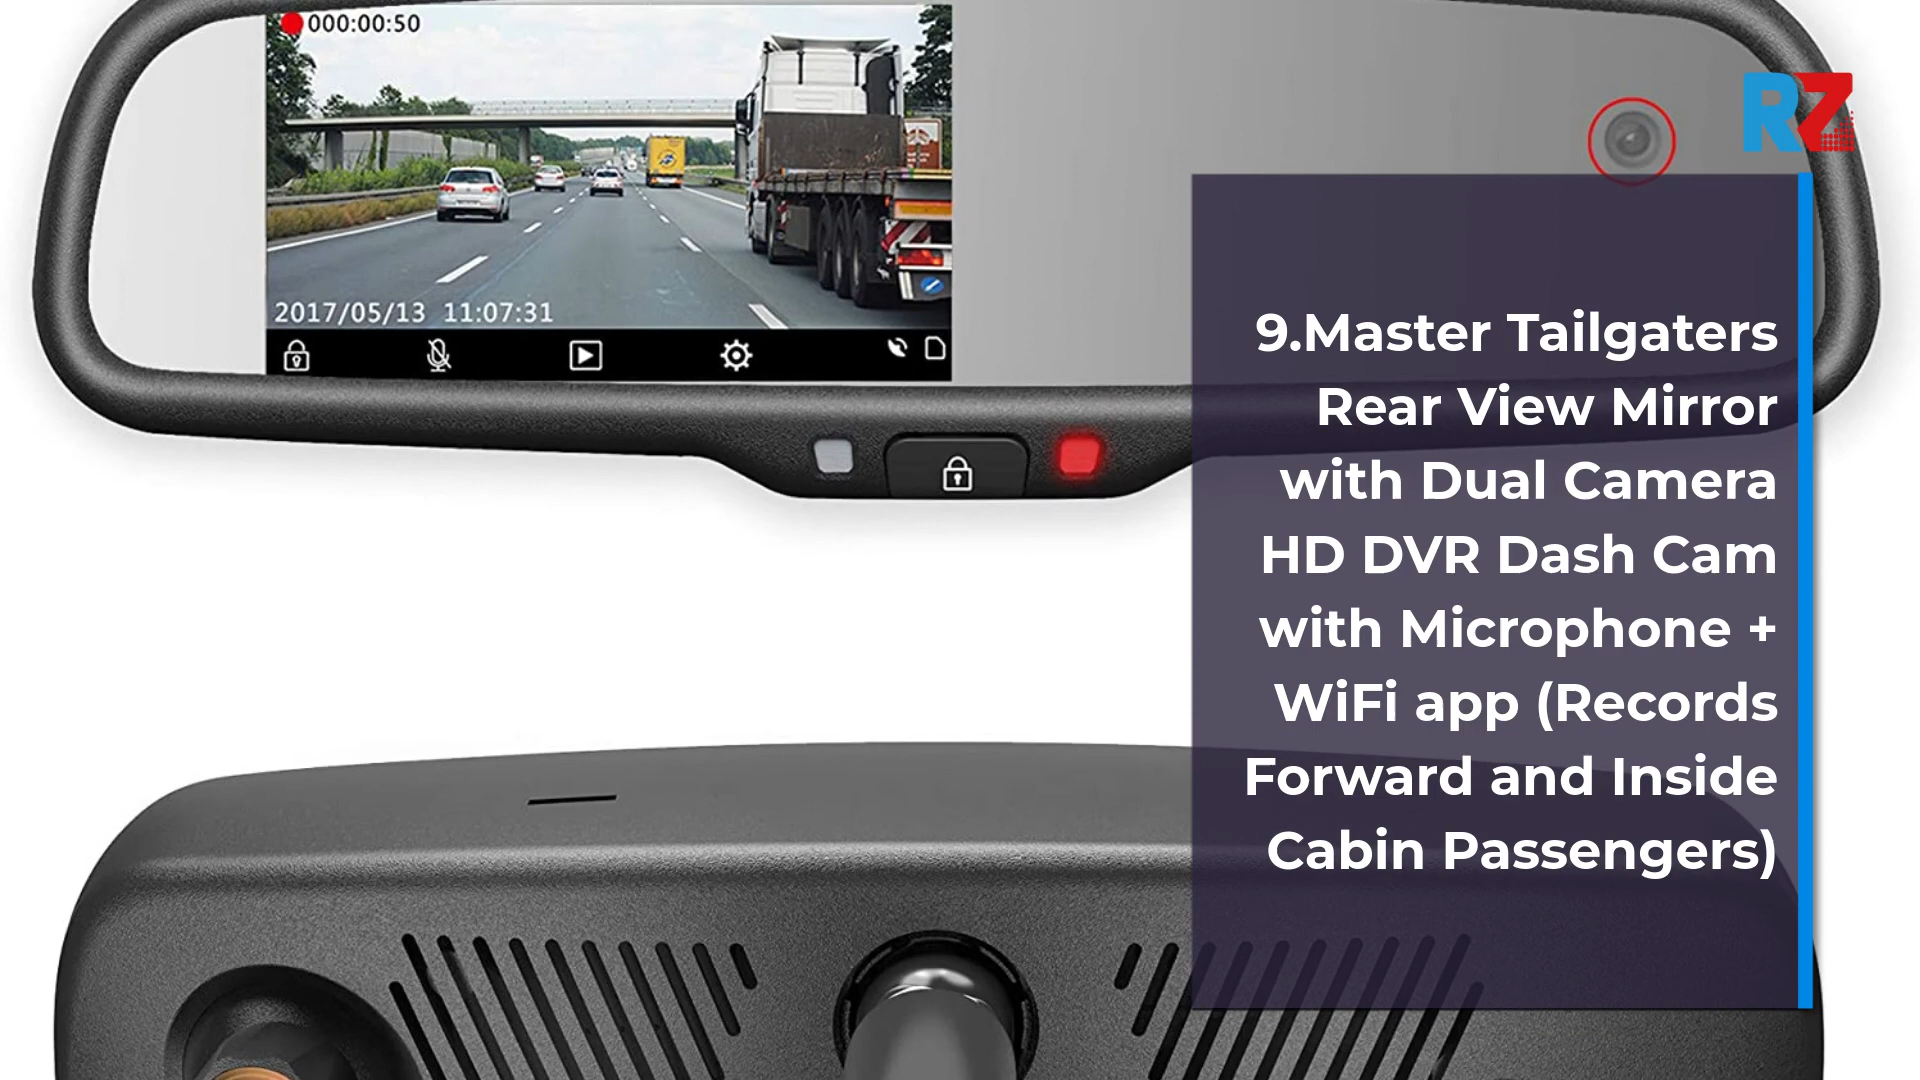 000:00:50
RZ
2017/05/13 11:07:31
9.Master Tailgaters
Rear View Mirror
with Dual Camera
HD DVR Dash Cam
with Microphone +
WiFi app (Records
Forward and Inside
Cabin Passengers)